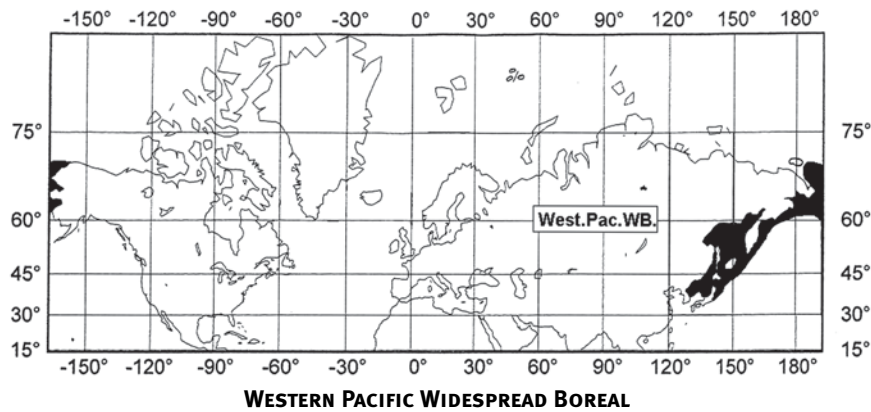 -150° -120° -90° -60° -30° 0° 30° 60° 90° 120° 150° 180°
75° 75°
60° West.Pac.WB. 60°
45° 45°
30° 30°
15° 15°
-150° -120° -90° -60° -30° 0° 30° 60° 90° 120° 150° 180°
WESTERN PACIFIC WIDESPREAD BOREAL